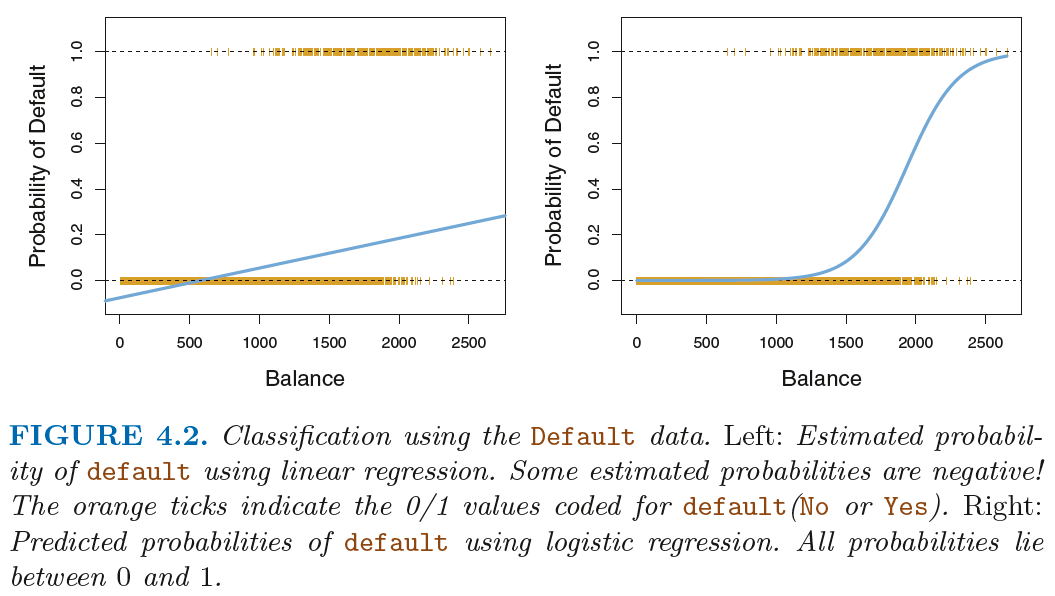 Probability of Default
1.0
0.8
0.6
0.4
0.2
0.0
0 500 1000 1500 2000 2500
Balance
Probability of Default
1.0
0.8
0.6
0.4
0.2
0.0
0 500 1000 1500 2000 2500
Balance
FIGURE 4.2. Classification using the Default data. Left: Estimated probabil-
ity of default using linear regression. Some estimated probabilities are negative!
The orange ticks indicate the 0/1 values coded for default(No or Yes). Right:
Predicted probabilities of default using logistic regression. All probabilities lie
between 0 and 1.